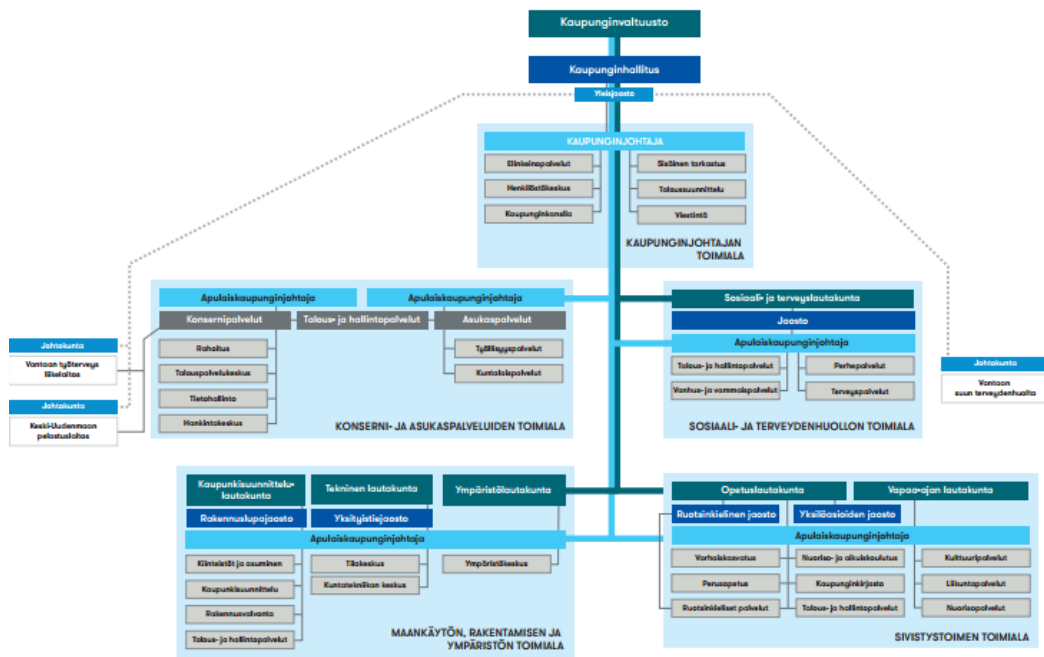 Kaupunginvaltuusto
Kaupunginhallitus
Yleisjaosto
KAUPUNGINJOHTAJA
Elinkeinopalvelut
Sisäinen tarkastus
Henkilöstökeskus
Taloussuunnittelu
Kaupunginkanslia
Viestintä
KAUPUNGINJOHTAJAN
TOIMIALA
Apulaiskaupunginjohtaja
Apulaiskaupunginjohtaja
Konsernipalvelut
Talous- ja hallintopalvelut
Asukaspalvelut
Rahoitus
Talouspalvelukeskus
Tietohallinto
Hankintakeskus
Työllisyyspalvelut
Kuntalaispalvelut
KONSERNI- JA ASUKASPALVELUIDEN TOIMIALA
Johtokunta
Vantaan työterveys
liikelaitos
Johtokunta
Keski-Uudenmaan
pelastuslaitos
Sosiaali- ja terveyslautakunta
Jaosto
Apulaiskaupunginjohtaja
Talous- ja hallintopalvelut
Perhepalvelut
Vanhus- ja vammaispalvelut
Terveyspalvelut
SOSIAALI- JA TERVEYDENHUOLLON TOIMIALA
Johtokunta
Vantaan
suun terveydenhuolto
Kaupunkisuunnittelu-
lautakunta
Tekninen lautakunta
Ympäristölautakunta
Rakennuslupajaosto
Yksityistiejaosto
Apulaiskaupunginjohtaja
Kiinteistöt ja asuminen
Kaupunkisuunnittelu
Rakennusvalvonta
Talous- ja hallintopalvelut
Tilakeskus
Kuntatekniikan keskus
Ympäristökeskus
MAANKÄYTÖN, RAKENTAMISEN JA
YMPÄRISTÖN TOIMIALA
Opetuslautakunta
Vapaa-ajan lautakunta
Ruotsinkielinen jaosto
Yksilöasioiden jaosto
Apulaiskaupunginjohtaja
Varhaiskasvatus
Nuoriso- ja aikuiskoulutus
Kulttuuripalvelut
Perusopetus
Kaupunginkirjasto
Liikuntapalvelut
Ruotsinkieliset palvelut
Talous- ja hallintopalvelut
Nuorisopalvelut
SIVISTYSTOIMEN TOIMIALA